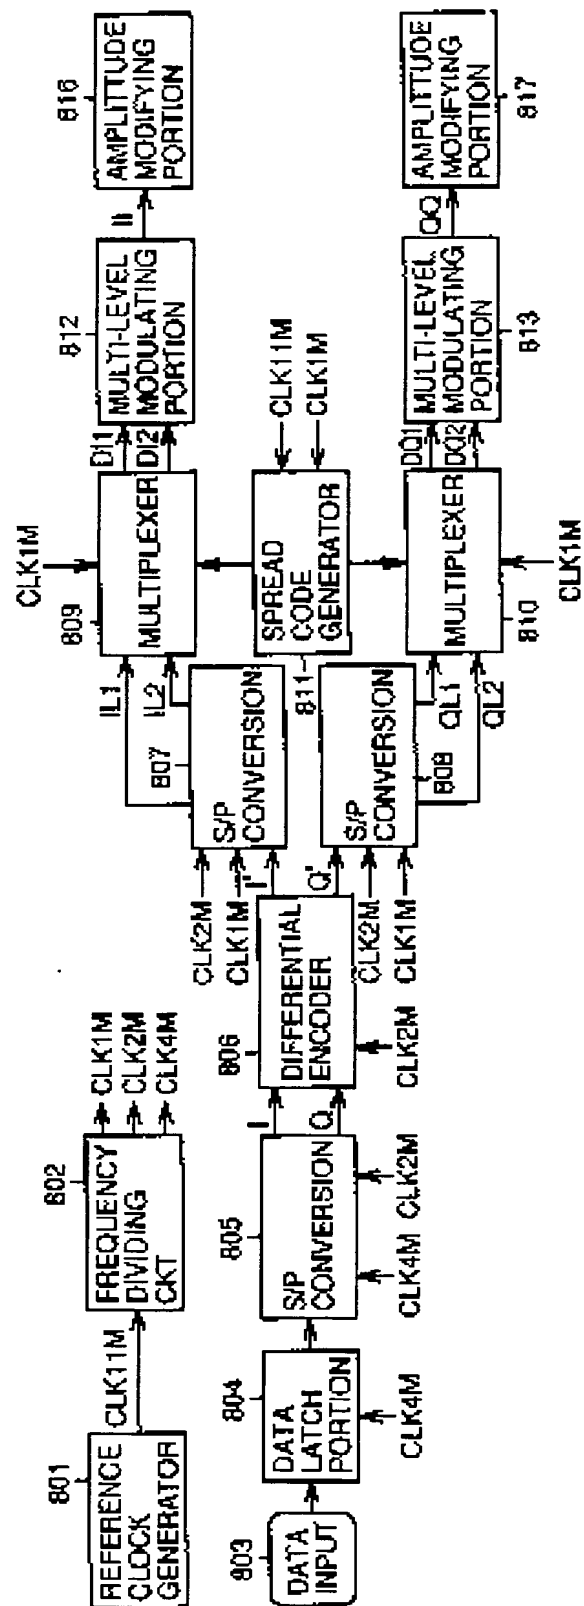 801
REFERENCE
CLOCK
GENERATOR
CLK11M
802
FREQUENCY
DIVIDING
CKT
CLK1M
CLK2M
CLK4M
803
DATA
INPUT
804
DATA
LATCH
PORTION
CLK4M
805
S/P
CONVERSION
CLK4M
CLK2M
I
Q
806
DIFFERENTIAL
ENCODER
CLK2M
I'
Q'
CLK2M
CLK1M
807
S/P
CONVERSION
IL1
IL2
CLK2M
CLK1M
808
S/P
CONVERSION
QL1
QL2
CLK1M
809
MULTIPLEXER
DI1
DI2
811
SPREAD
CODE
GENERATOR
CLK11M
CLK1M
810
MULTIPLEXER
CLK1M
DQ1
DQ2
812
MULTI-LEVEL
MODULATING
PORTION
II
816
AMPLITTUDE
MODIFYING
PORTION
813
MULTI-LEVEL
MODULATING
PORTION
QQ
817
AMPLITTUDE
MODIFYING
PORTION